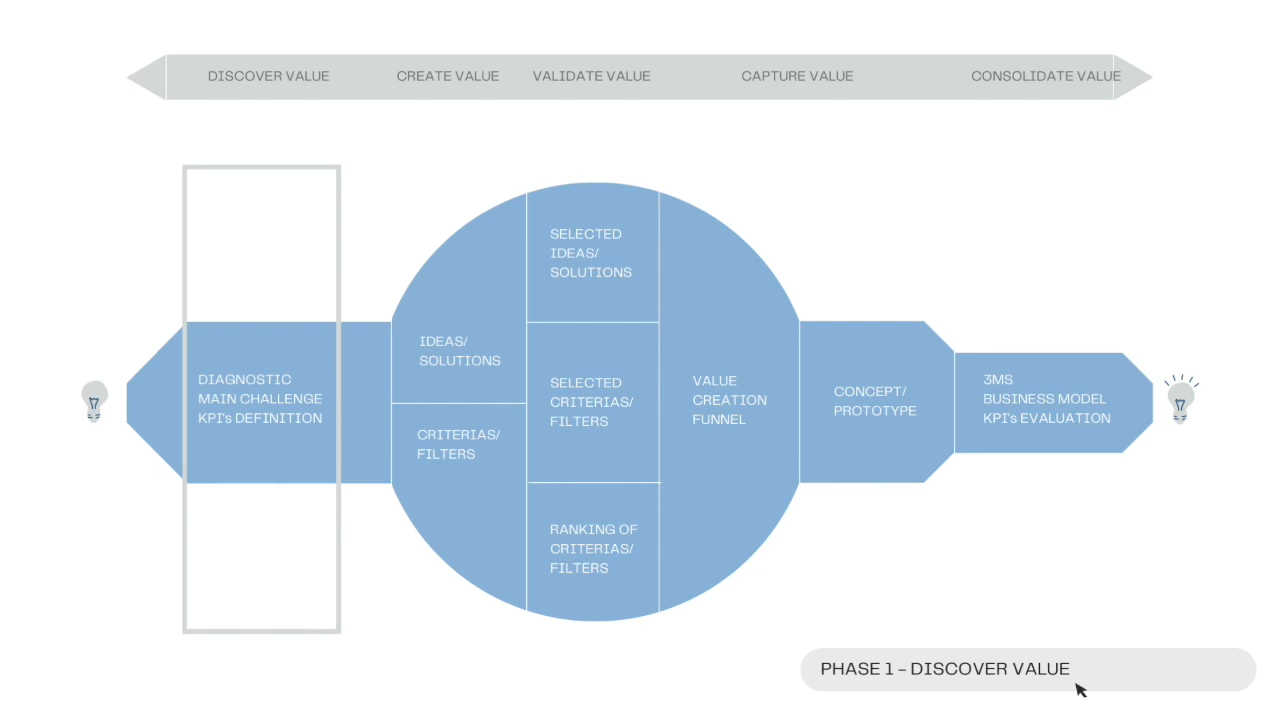 DISCOVER VALUE
CREATE VALUE
VALIDATE VALUE
CAPTURE VALUE
CONSOLIDATE VALUE
DIAGNOSTIC
MAIN CHALLENGE
KPI's DEFINITION
IDEAS/
SOLUTIONS
CRITERIAS/
FILTERS
SELECTED
IDEAS/
SOLUTIONS
SELECTED
CRITERIAS/
FILTERS
RANKING OF
CRITERIAS/
FILTERS
VALUE
CREATION
FUNNEL
CONCEPT/
PROTOTYPE
3MS
BUSINESS MODEL
KPI's EVALUATION
PHASE 1 – DISCOVER VALUE